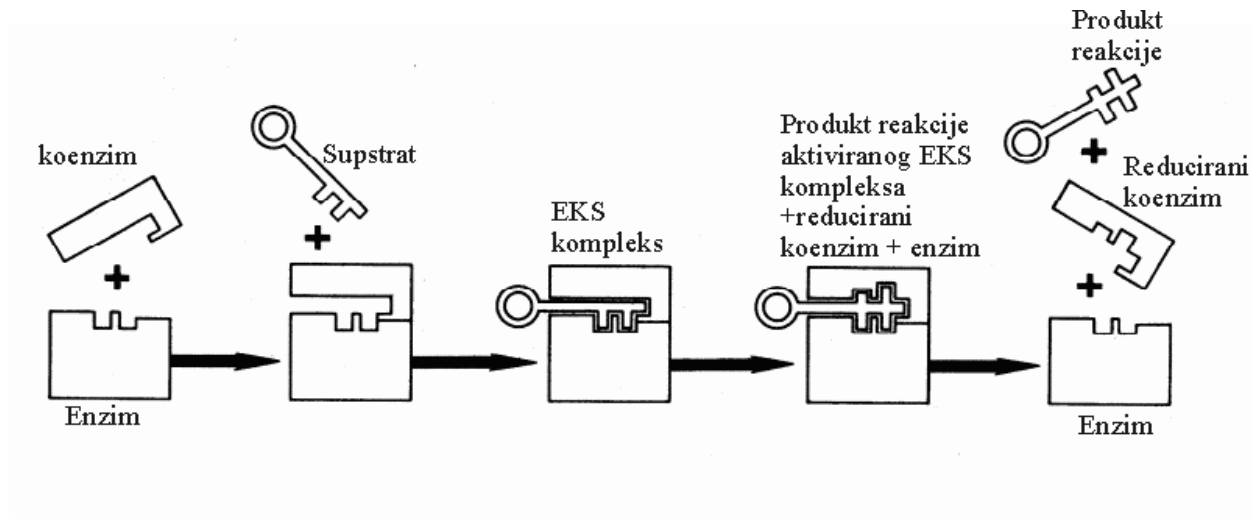 koenzim
Enzim
Supstrat
EKS
kompleks
Produkt reakcije
aktiviranog EKS
kompleksa
+reducirani
koenzim + enzim
Produkt
reakcije
Reducirani
koenzim
Enzim